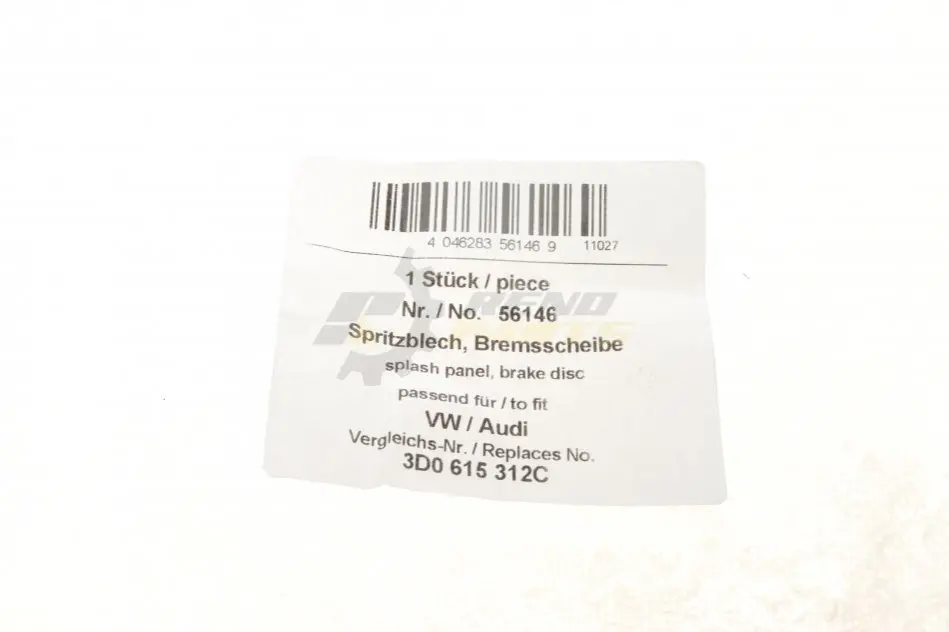 4 046283 56146 9 11027
1 Stück / piece
Nr. / No. 56146
Spritzblech, Bremsscheibe
splash panel, brake disc
passend für / to fit
VW / Audi
Vergleichs-Nr. / Replaces No.
3D0 615 312C